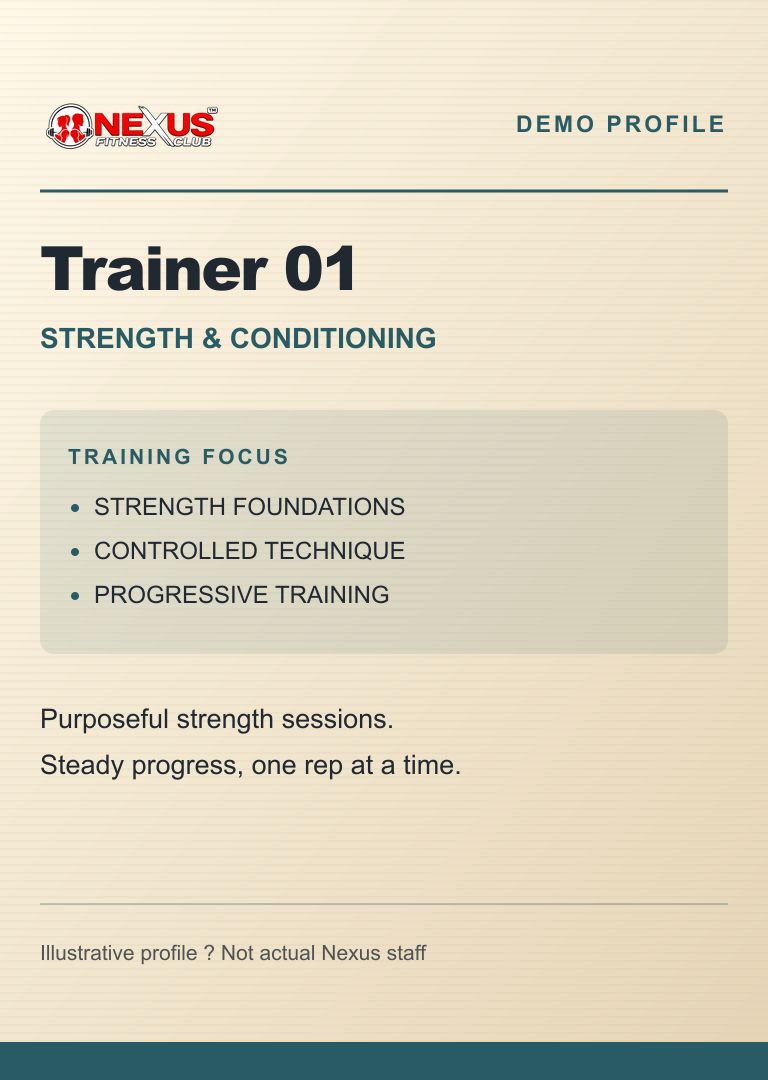 NEXUS™
FITNESS CLUB
DEMO PROFILE
Trainer 01
STRENGTH & CONDITIONING
TRAINING FOCUS
• STRENGTH FOUNDATIONS
• CONTROLLED TECHNIQUE
• PROGRESSIVE TRAINING
Purposeful strength sessions.
Steady progress, one rep at a time.
Illustrative profile ? Not actual Nexus staff